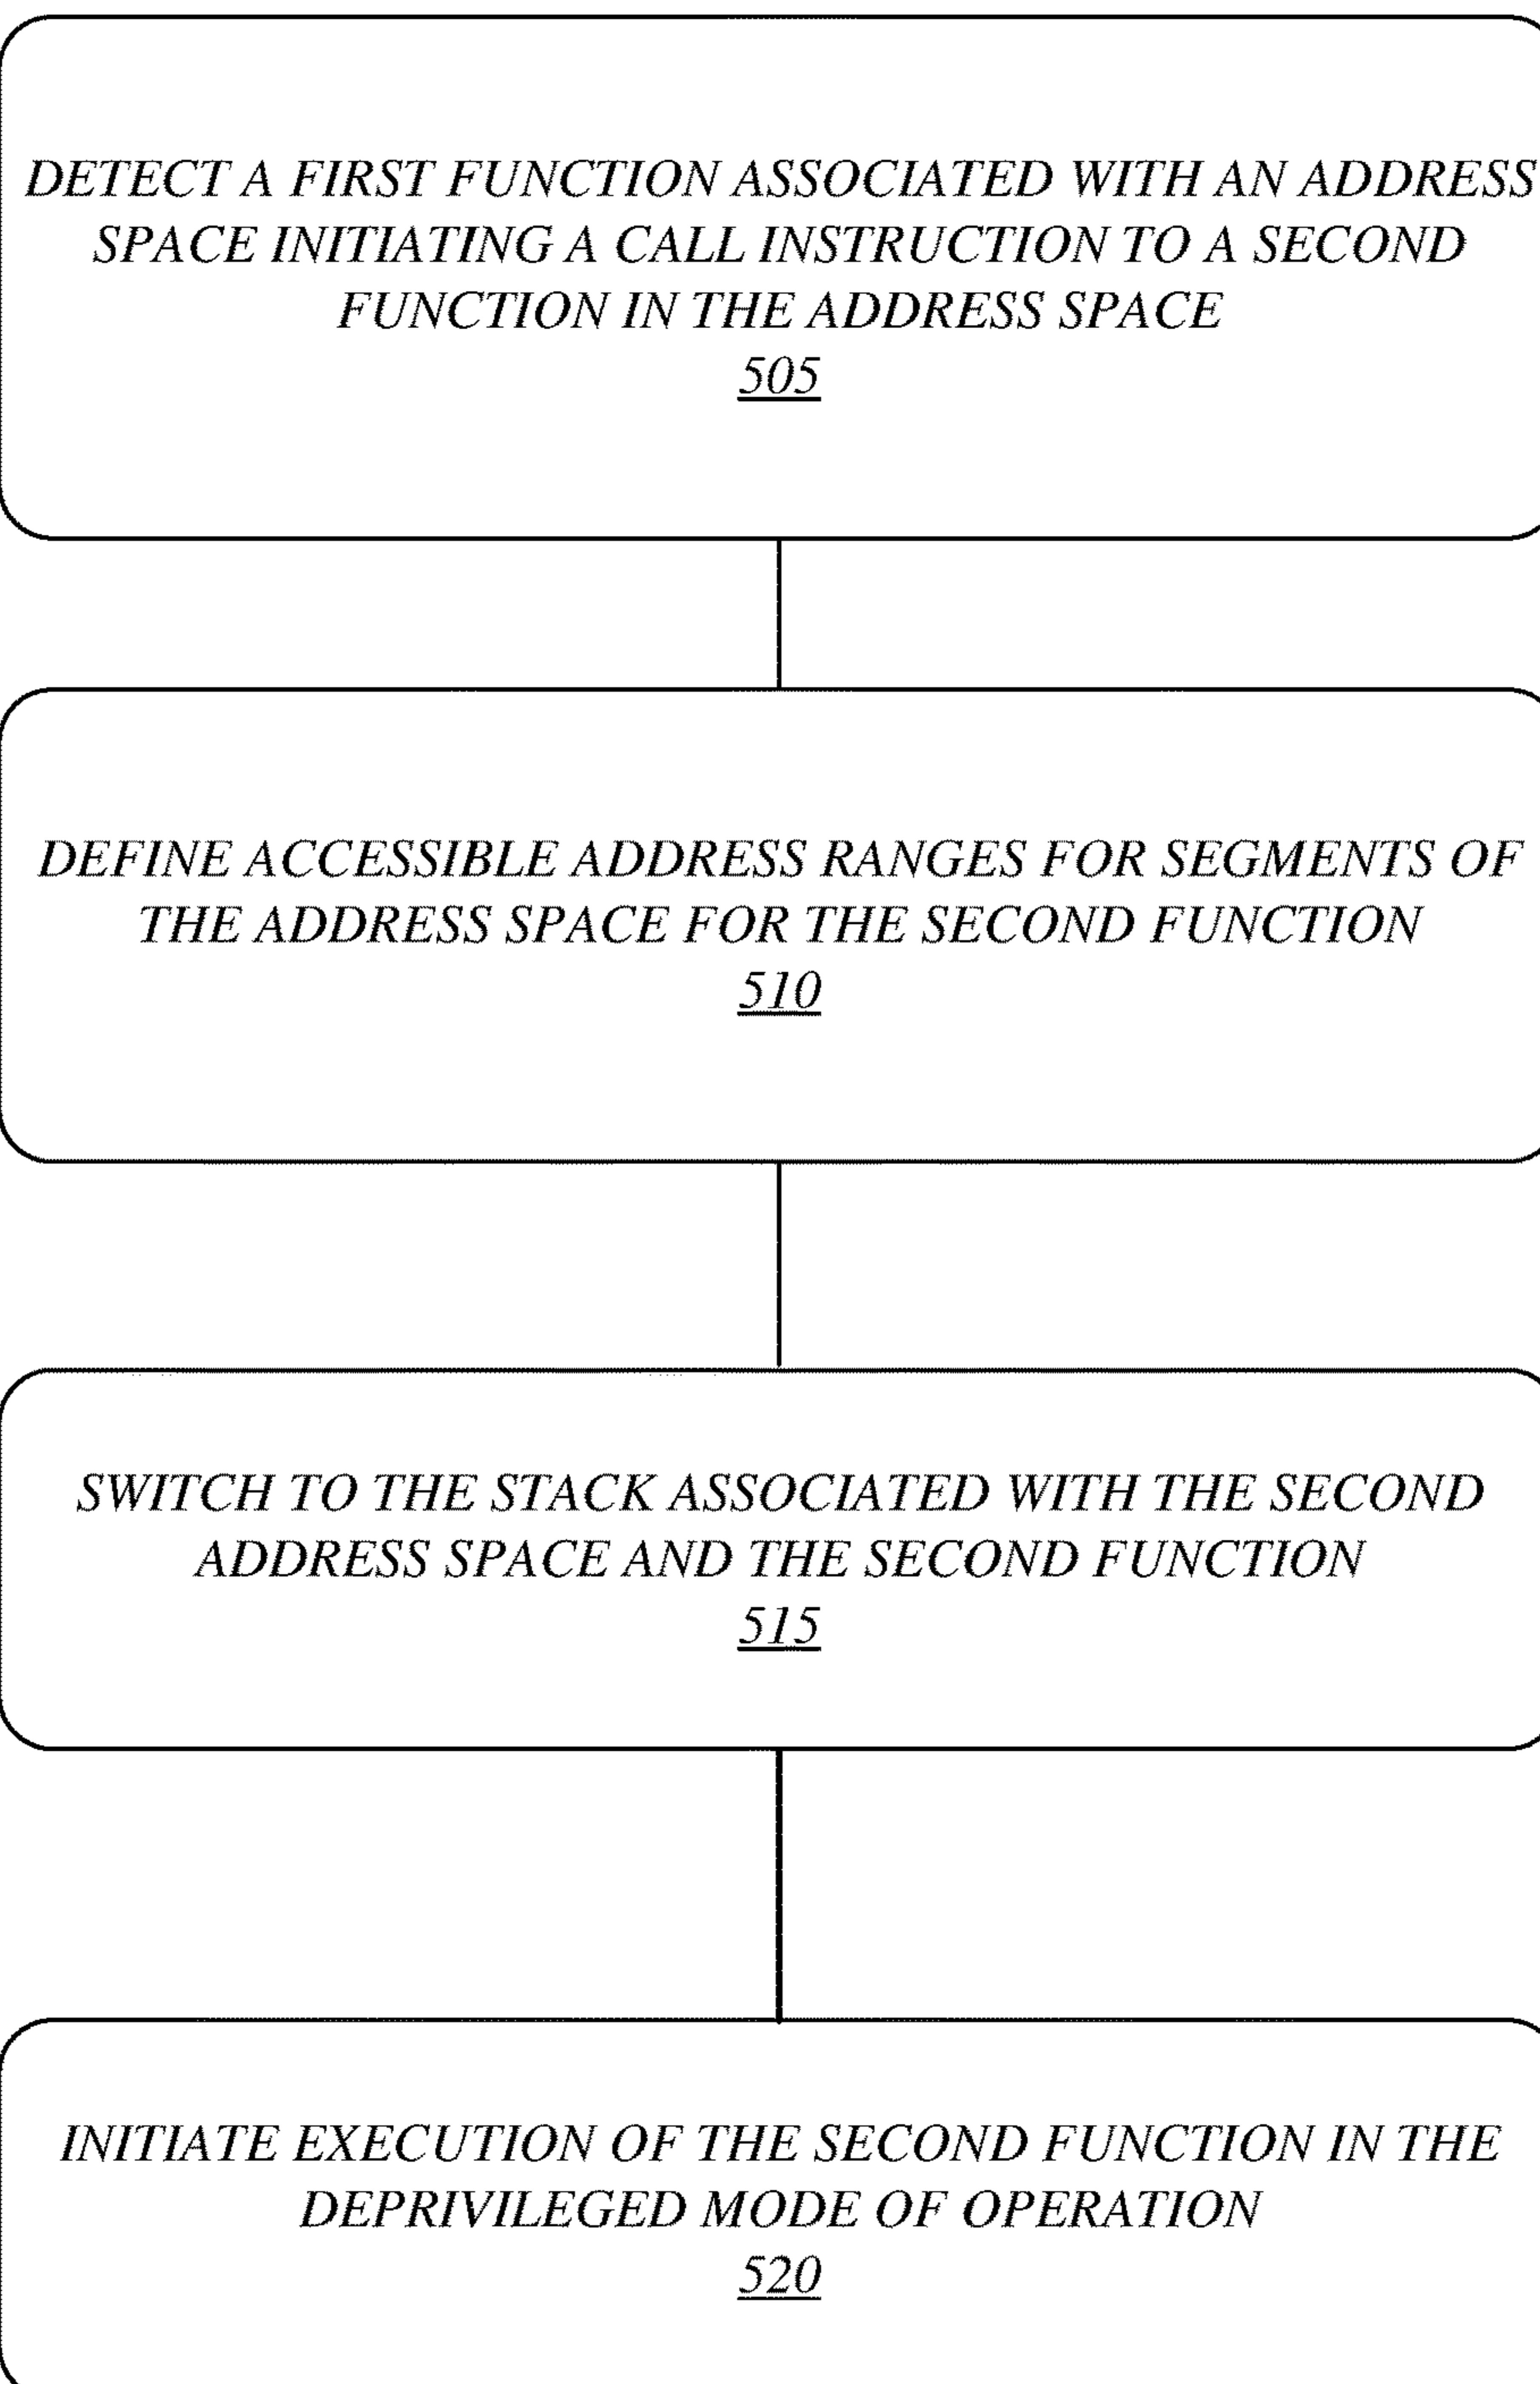 DETECT A FIRST FUNCTION ASSOCIATED WITH AN ADDRESS
SPACE INITIATING A CALL INSTRUCTION TO A SECOND
FUNCTION IN THE ADDRESS SPACE
505
DEFINE ACCESSIBLE ADDRESS RANGES FOR SEGMENTS OF
THE ADDRESS SPACE FOR THE SECOND FUNCTION
510
SWITCH TO THE STACK ASSOCIATED WITH THE SECOND
ADDRESS SPACE AND THE SECOND FUNCTION
515
INITIATE EXECUTION OF THE SECOND FUNCTION IN THE
DEPRIVILEGED MODE OF OPERATION
520